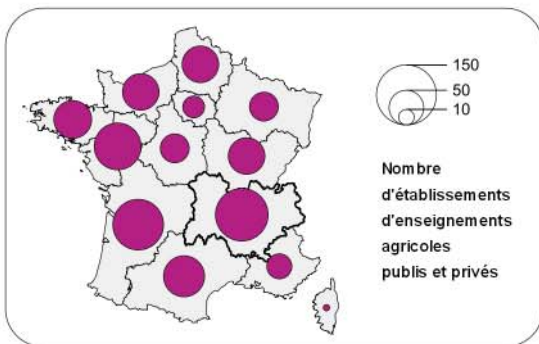 150
50
10
Nombre
d'établissements
d'enseignements
agricoles
publis et privés